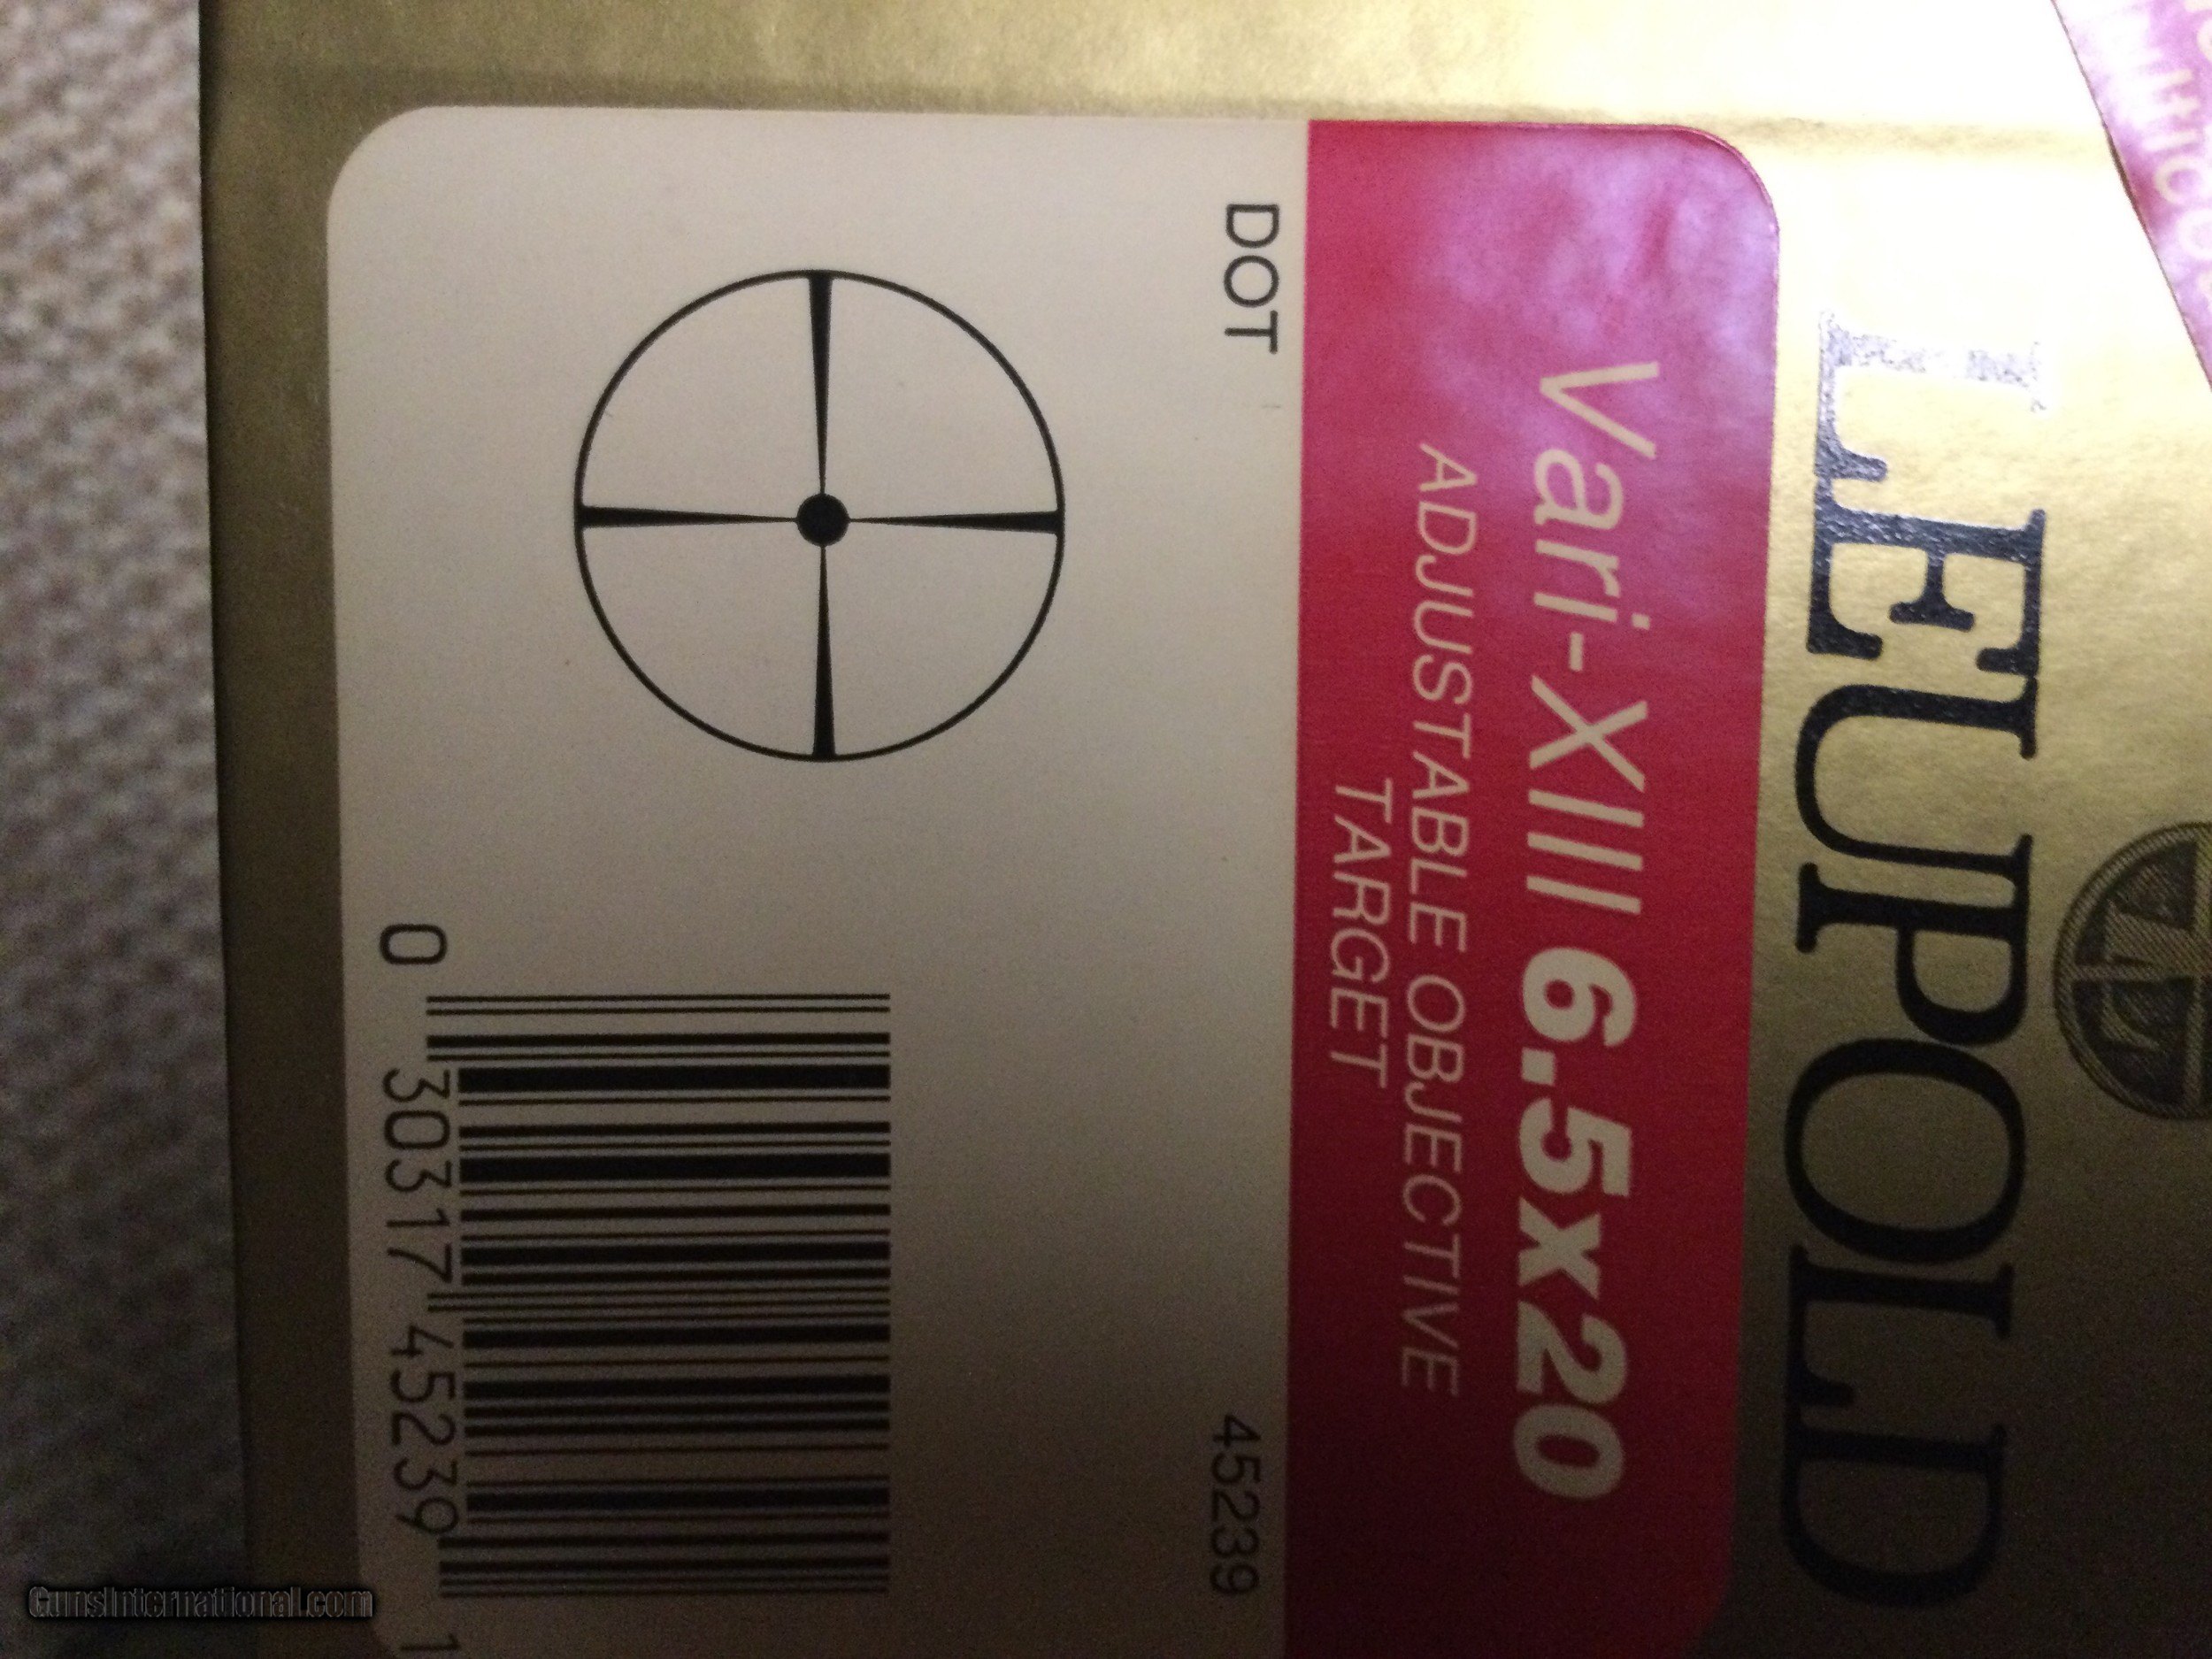 LEUPOLD
Vari-XIII 6.5x20
ADJUSTABLE OBJECTIVE
TARGET
DOT
45239
0 30317 45239 1
GunsInternational.com